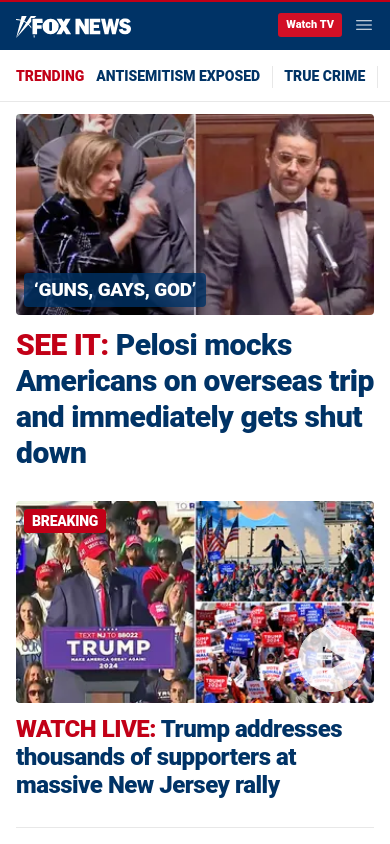 FOX NEWS
Watch TV
TRENDING
ANTISEMITISM EXPOSED
TRUE CRIME
‘GUNS, GAYS, GOD’
SEE IT: Pelosi mocks
Americans on overseas trip
and immediately gets shut
down
BREAKING
TEXT NJ TO 88022
TRUMP
MAKE AMERICA GREAT AGAIN!
2024
WATCH LIVE: Trump addresses
thousands of supporters at
massive New Jersey rally